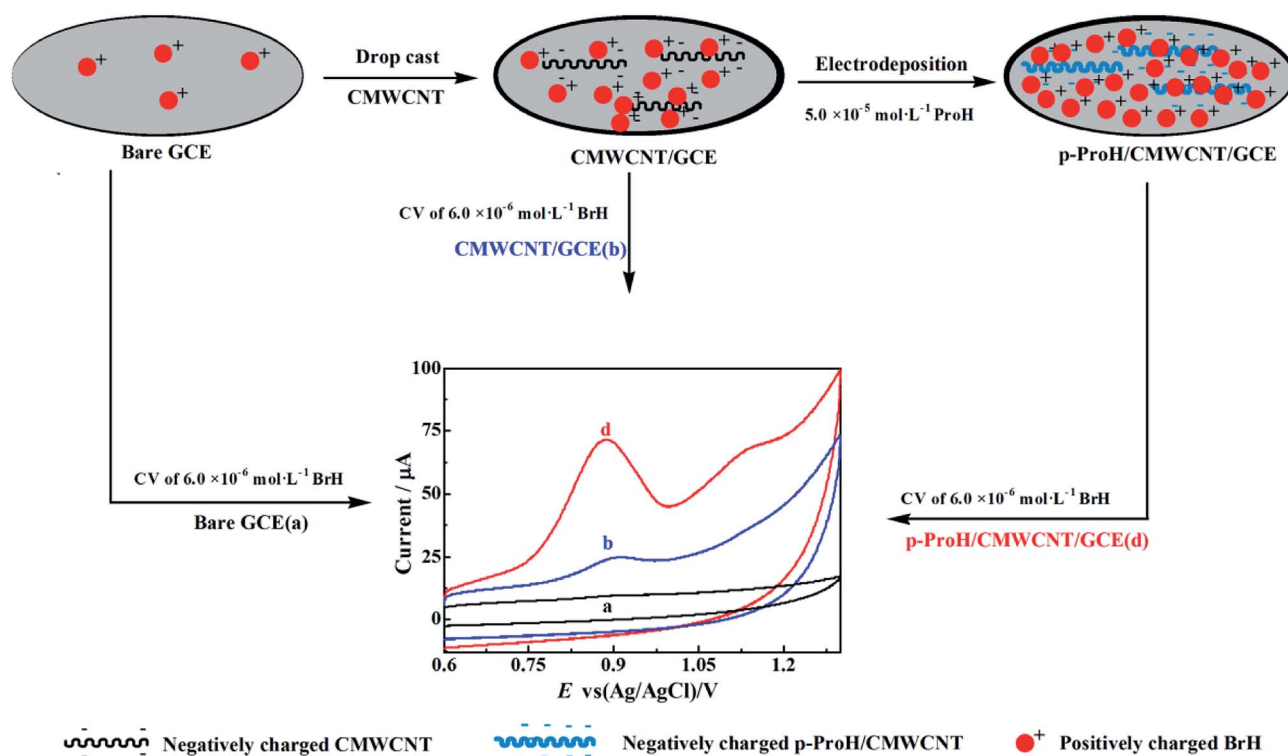 Drop cast
CMWCNT
Electrodeposition
5.0 ×10⁻⁵ mol·L⁻¹ ProH
Bare GCE
CMWCNT/GCE
p-ProH/CMWCNT/GCE
CV of 6.0 ×10⁻⁶ mol·L⁻¹ BrH
CMWCNT/GCE(b)
CV of 6.0 ×10⁻⁶ mol·L⁻¹ BrH
Bare GCE(a)
CV of 6.0 ×10⁻⁶ mol·L⁻¹ BrH
p-ProH/CMWCNT/GCE(d)
100
75
50
25
0
Current / µA
d
b
a
0.6 0.75 0.9 1.05 1.2
E vs(Ag/AgCl)/V
Negatively charged CMWCNT
Negatively charged p-ProH/CMWCNT
+ Positively charged BrH